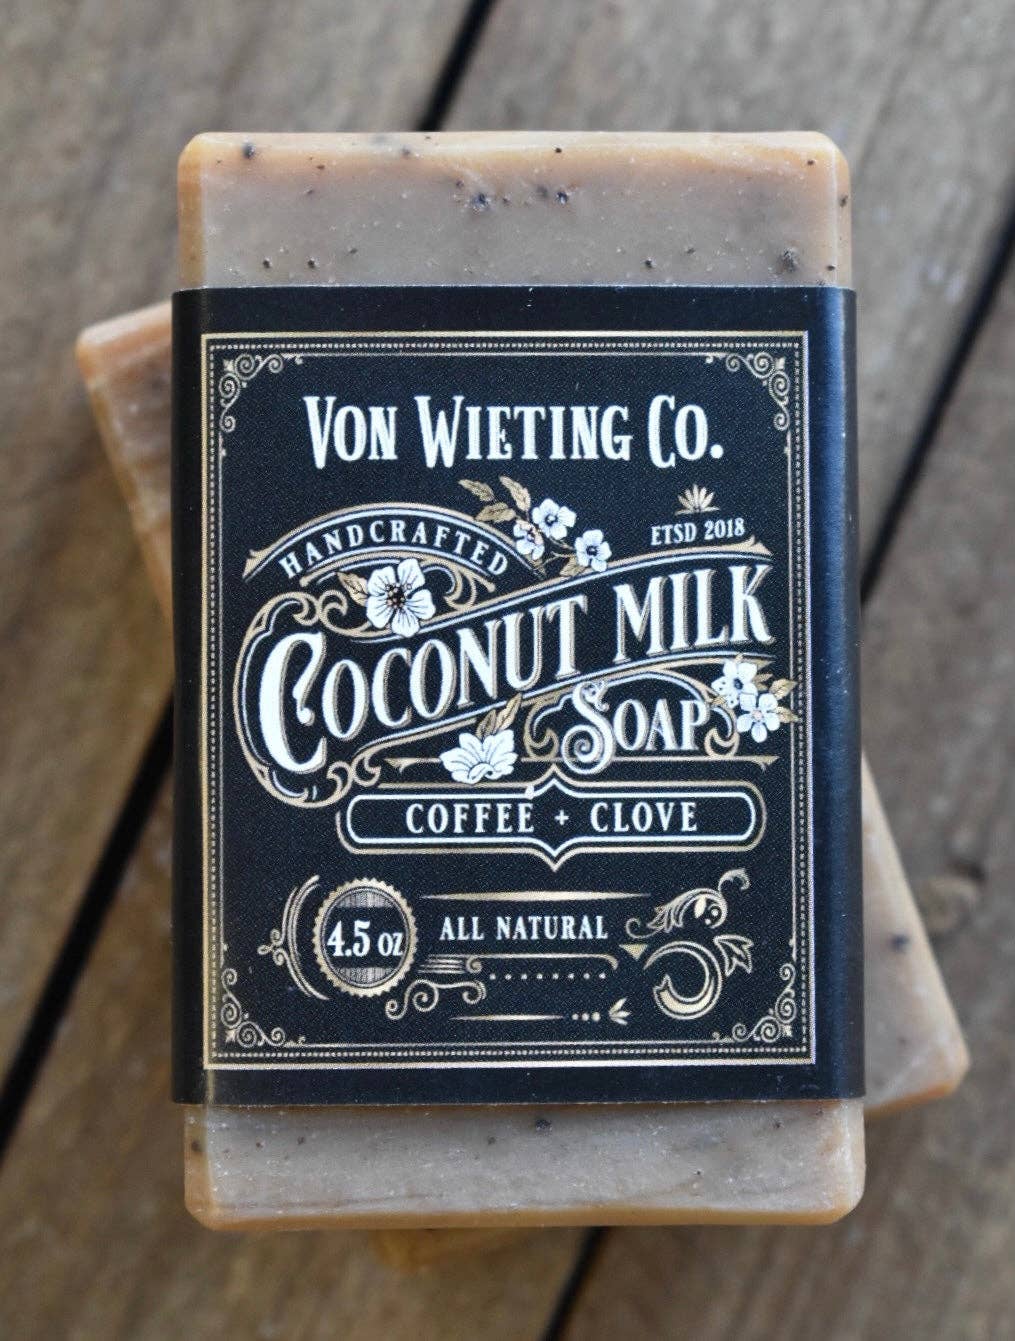 VON WIETING CO.
HANDCRAFTED
ETSD 2018
COCONUT MILK
SOAP
COFFEE + CLOVE
4.5 OZ
ALL NATURAL